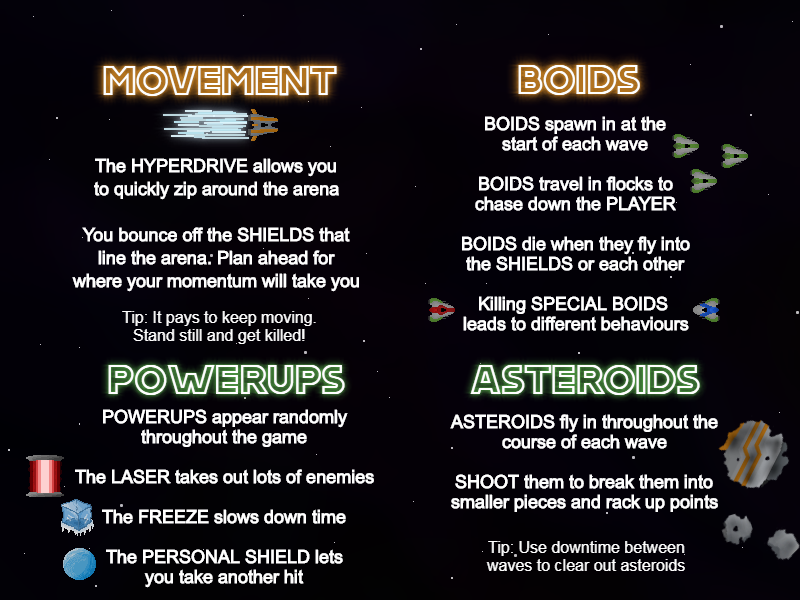 MOVEMENT
The HYPERDRIVE allows you
to quickly zip around the arena
You bounce off the SHIELDS that
line the arena. Plan ahead for
where your momentum will take you
Tip: It pays to keep moving.
Stand still and get killed!
BOIDS
BOIDS spawn in at the
start of each wave
BOIDS travel in flocks to
chase down the PLAYER
BOIDS die when they fly into
the SHIELDS or each other
Killing SPECIAL BOIDS
leads to different behaviours
POWERUPS
POWERUPS appear randomly
throughout the game
The LASER takes out lots of enemies
The FREEZE slows down time
The PERSONAL SHIELD lets
you take another hit
ASTEROIDS
ASTEROIDS fly in throughout the
course of each wave
SHOOT them to break them into
smaller pieces and rack up points
Tip: Use downtime between
waves to clear out asteroids